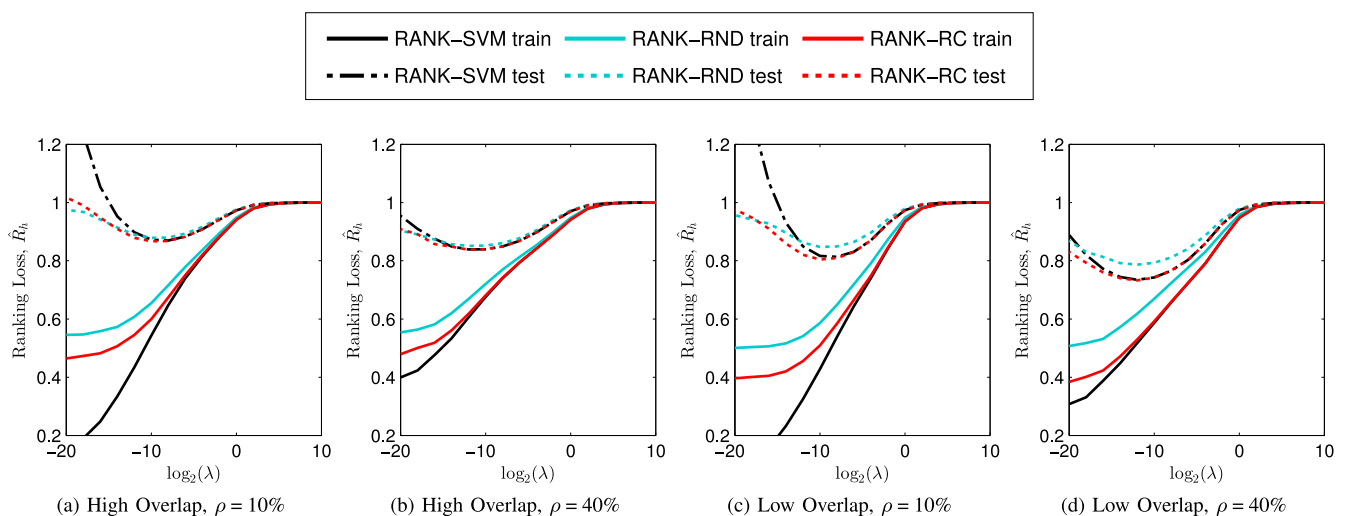 RANK−SVM train RANK−RND train RANK−RC train
RANK−SVM test RANK−RND test RANK−RC test
1.2
1
0.8
0.6
0.4
0.2
−20 −10 0 10
Ranking Loss, R̂ₕ
log₂(λ)
(a) High Overlap, ρ = 10%
1.2
1
0.8
0.6
0.4
0.2
−20 −10 0 10
Ranking Loss, R̂ₕ
log₂(λ)
(b) High Overlap, ρ = 40%
1.2
1
0.8
0.6
0.4
0.2
−20 −10 0 10
Ranking Loss, R̂ₕ
log₂(λ)
(c) Low Overlap, ρ = 10%
1.2
1
0.8
0.6
0.4
0.2
−20 −10 0 10
Ranking Loss, R̂ₕ
log₂(λ)
(d) Low Overlap, ρ = 40%